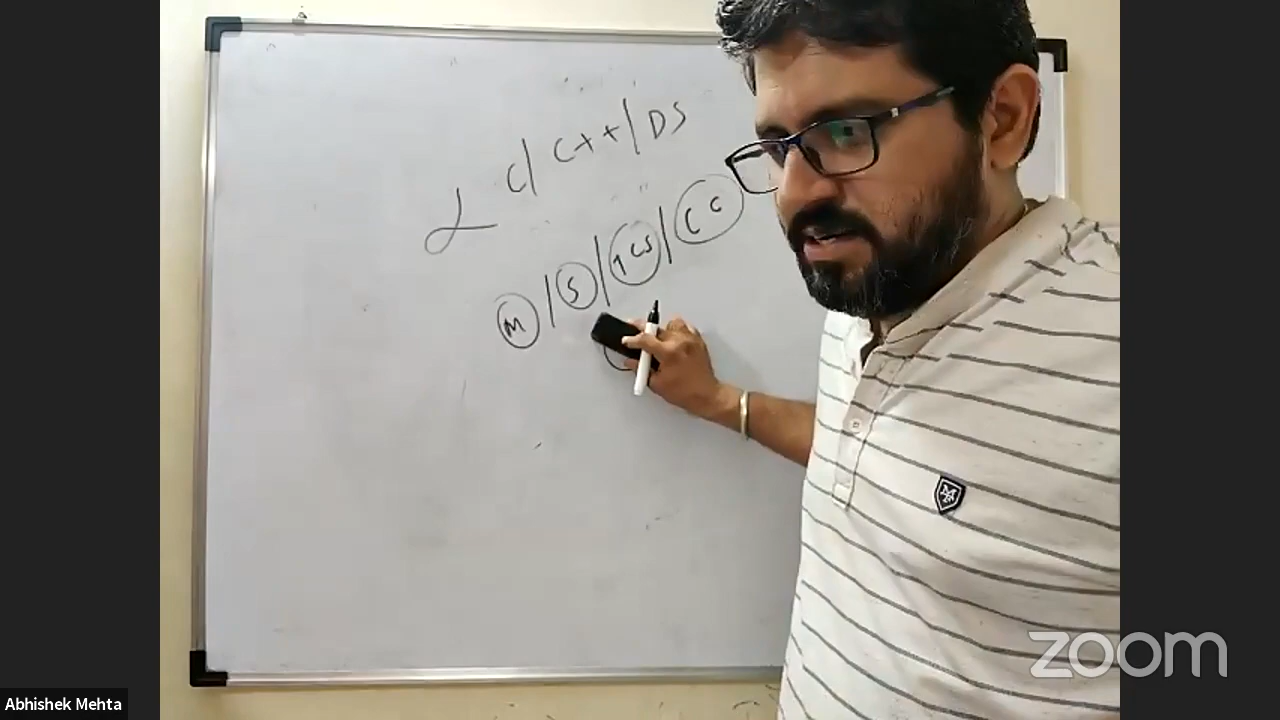 C/ C++/ DS
M / S / TCS / CC
zoom
Abhishek Mehta